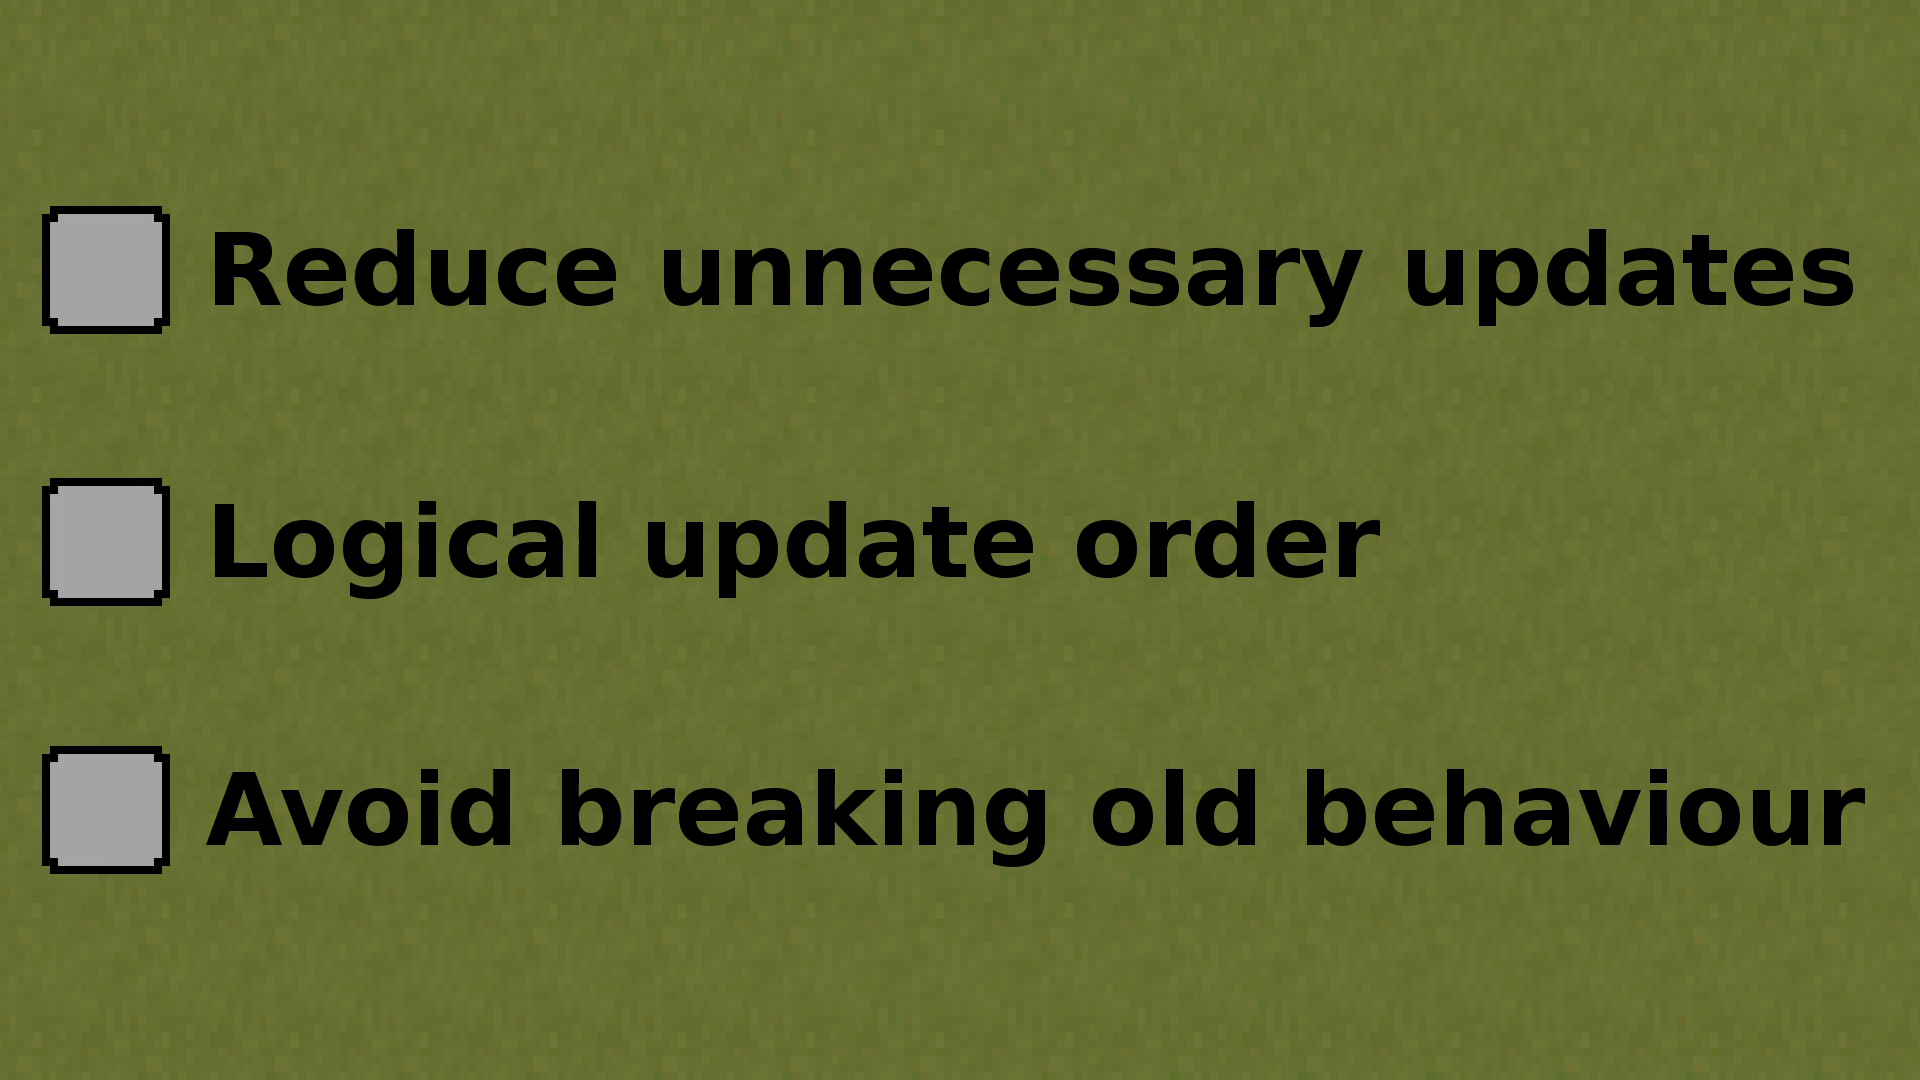 Reduce unnecessary updates
Logical update order
Avoid breaking old behaviour